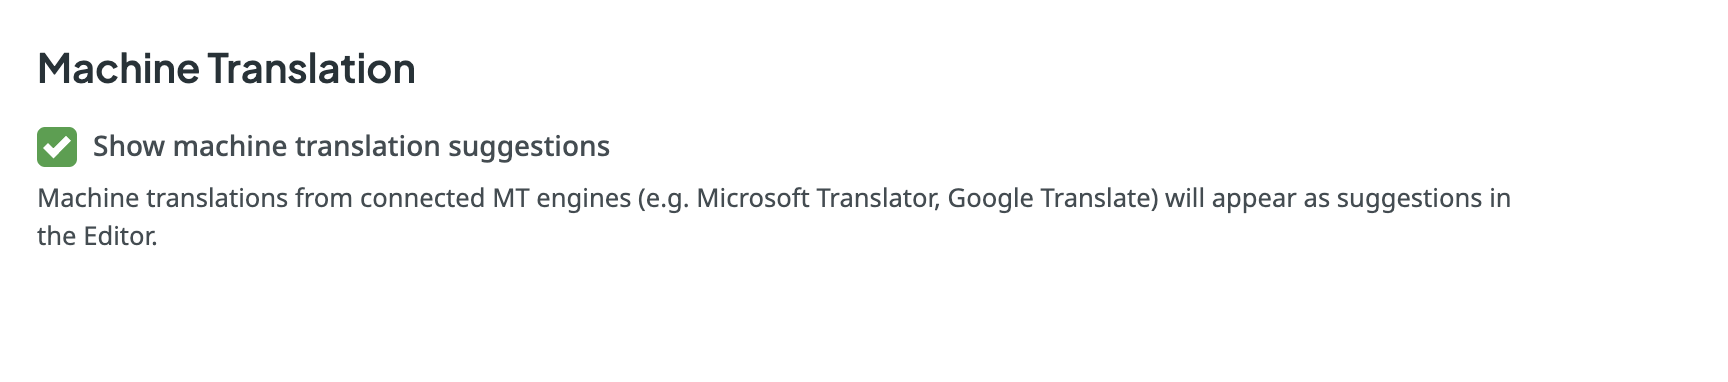 Machine Translation
Show machine translation suggestions
Machine translations from connected MT engines (e.g. Microsoft Translator, Google Translate) will appear as suggestions in
the Editor.